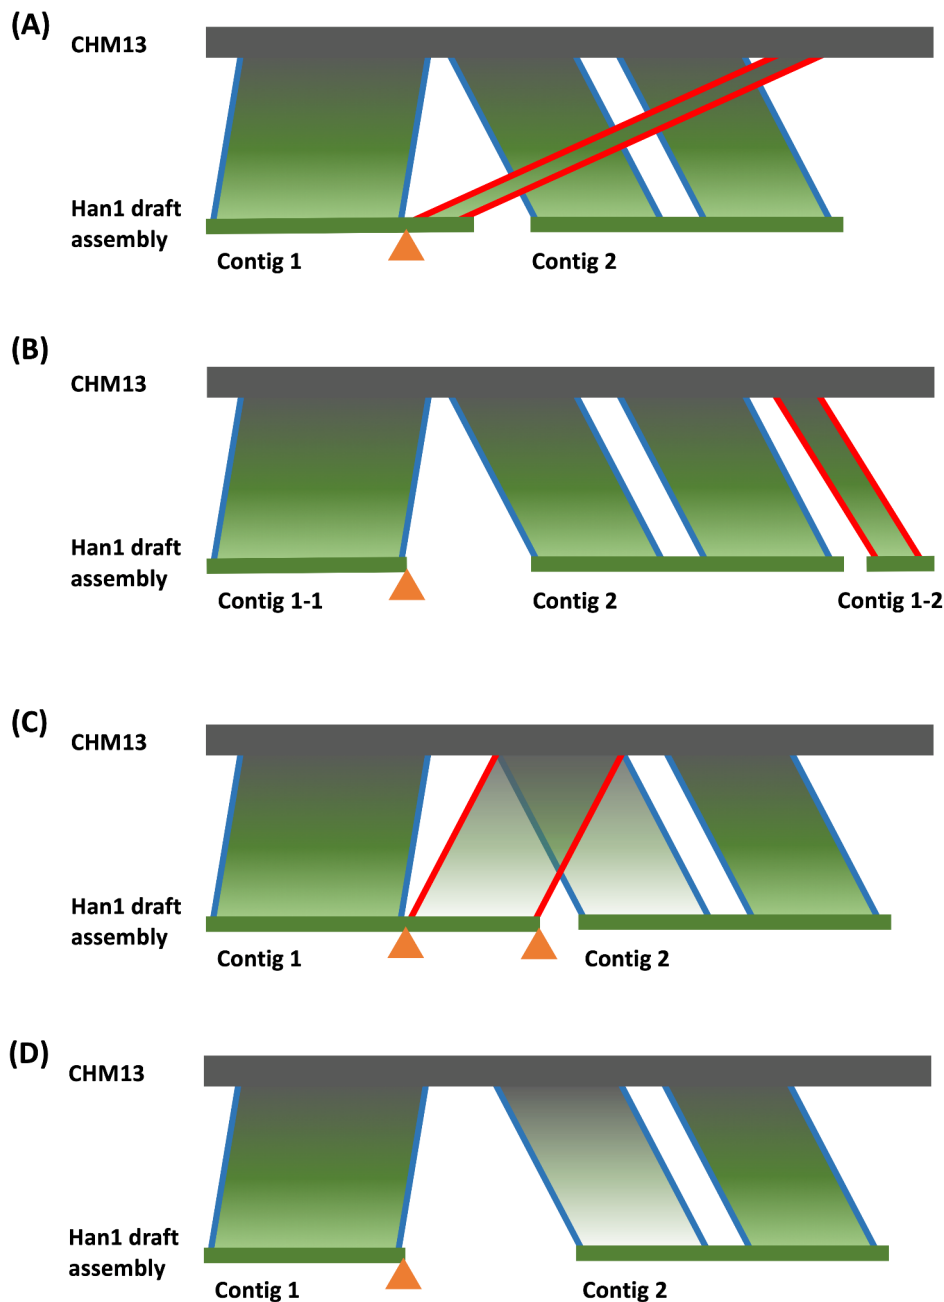 (A)
CHM13
Han1 draft
assembly
Contig 1
Contig 2
(B)
CHM13
Han1 draft
assembly
Contig 1-1
Contig 2
Contig 1-2
(C)
CHM13
Han1 draft
assembly
Contig 1
Contig 2
(D)
CHM13
Han1 draft
assembly
Contig 1
Contig 2